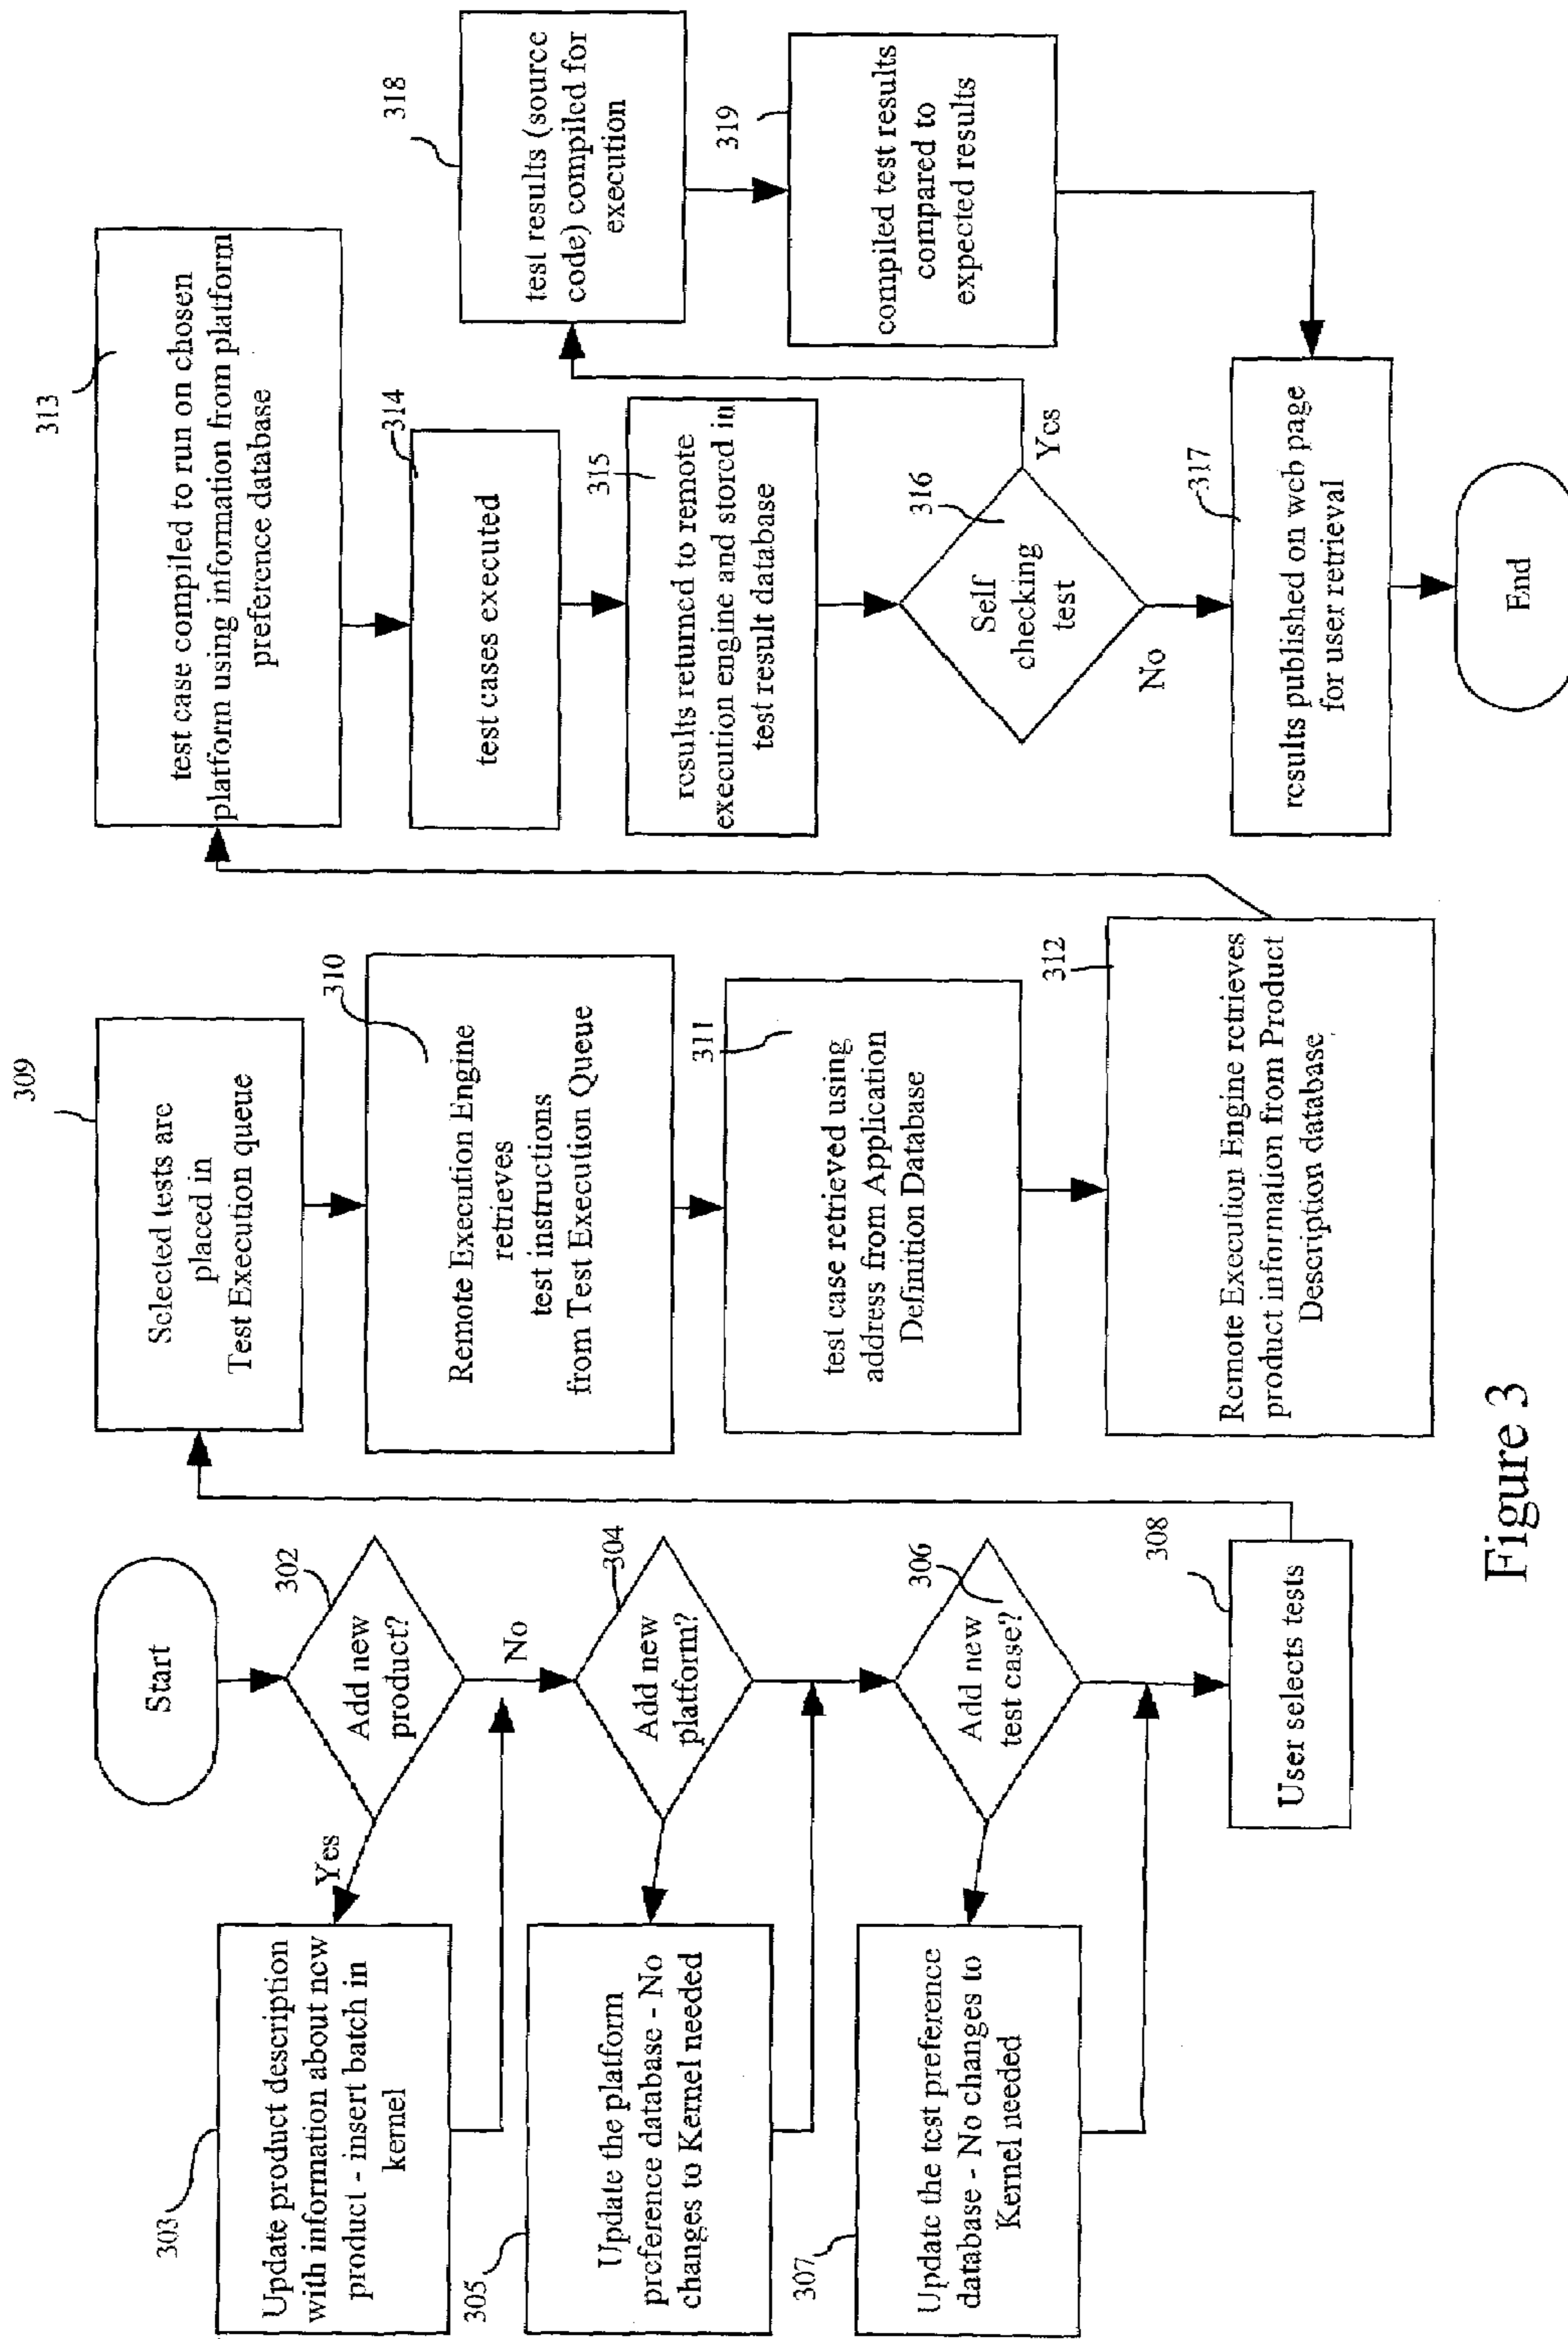 Start
302
Add new
product?
Yes
No
303
Update product description
with information about new
product - insert batch in
kernel
304
Add new
platform?
305
Update the platform
preference database - No
changes to Kernel needed
306
Add new
test case?
307
Update the test preference
database - No changes to
Kernel needed
308
User selects tests
309
Selected tests are
placed in
Test Execution queue
310
Remote Execution Engine
retrieves
test instructions
from Test Execution Queue
311
test case retrieved using
address from Application
Definition Database
312
Remote Execution Engine retrieves
product information from Product
Description database
313
test case compiled to run on chosen
platform using information from platform
preference database
314
test cases executed
315
results returned to remote
execution engine and stored in
test result database
316
Self
checking
test
Yes
No
317
results published on web page
for user retrieval
318
test results (source
code) compiled for
execution
319
compiled test results
compared to
expected results
End
Figure 3